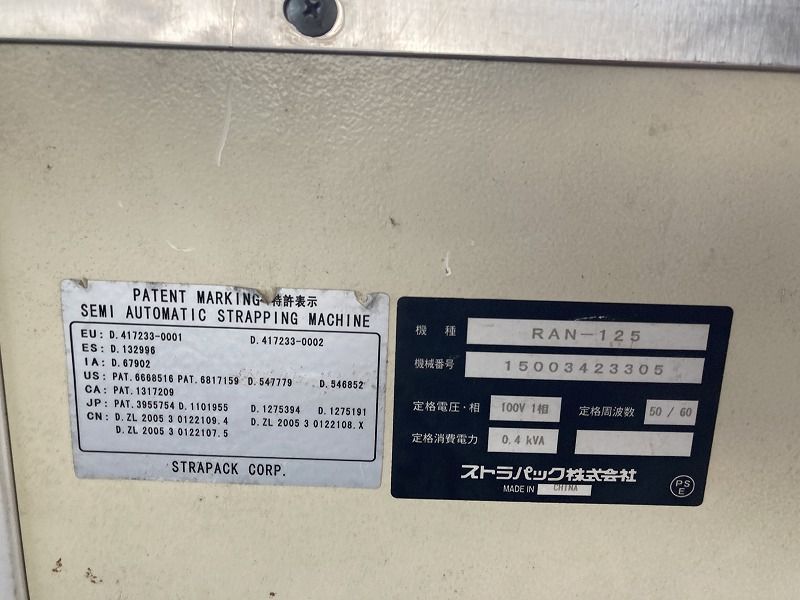 PATENT MARKING 特許表示
SEMI AUTOMATIC STRAPPING MACHINE
EU: D.417233-0001 D.417233-0002
ES: D.132996
IA: D.67902
US: PAT.6668516 PAT.6817159 D.547779 D.546852
CA: PAT.1317209
JP: PAT.3955754 D.1101955 D.1275394 D.1275191
CN: D.ZL 2005 3 0122109.4 D.ZL 2005 3 0122108.X
D.ZL 2005 3 0122107.5
STRAPACK CORP.
機種 RAN-125
機械番号 15003423305
定格電圧・相 100V 1相 定格周波数 50 / 60
定格消費電力 0.4 kVA
ストラパック株式会社
MADE IN CHINA
PS
E